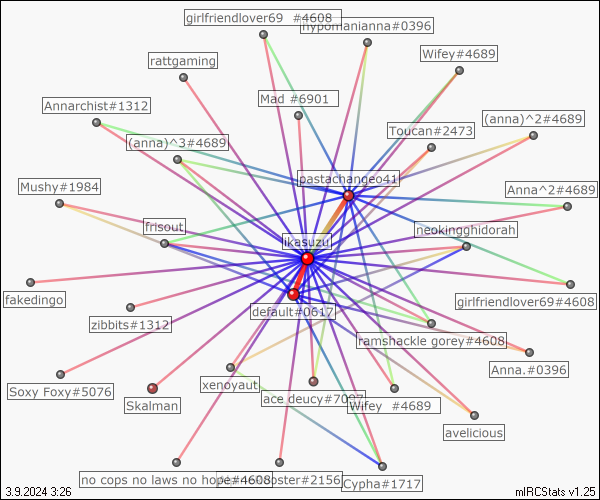 girlfriendlover69 #4608
hypomanianna#0396
Wifey#4689
rattgaming
Mad #6901
Annarchist#1312
(anna)^2#4689
Toucan#2473
(anna)^3#4689
pastachangeo41
Mushy#1984
Anna^2#4689
frisout
neokingghidorah
ikasuzu
fakedingo
girlfriendlover69#4608
default#0617
zibbits#1312
ramshackle gorey#4608
Anna.#0396
xenoyaut
Soxy Foxy#5076
Skalman
ace deucy#7007
Wifey #4689
avelicious
no cops no laws no hope#4608
#2156
Cypha#1717
3.9.2024 3:26
mIRCStats v1.25